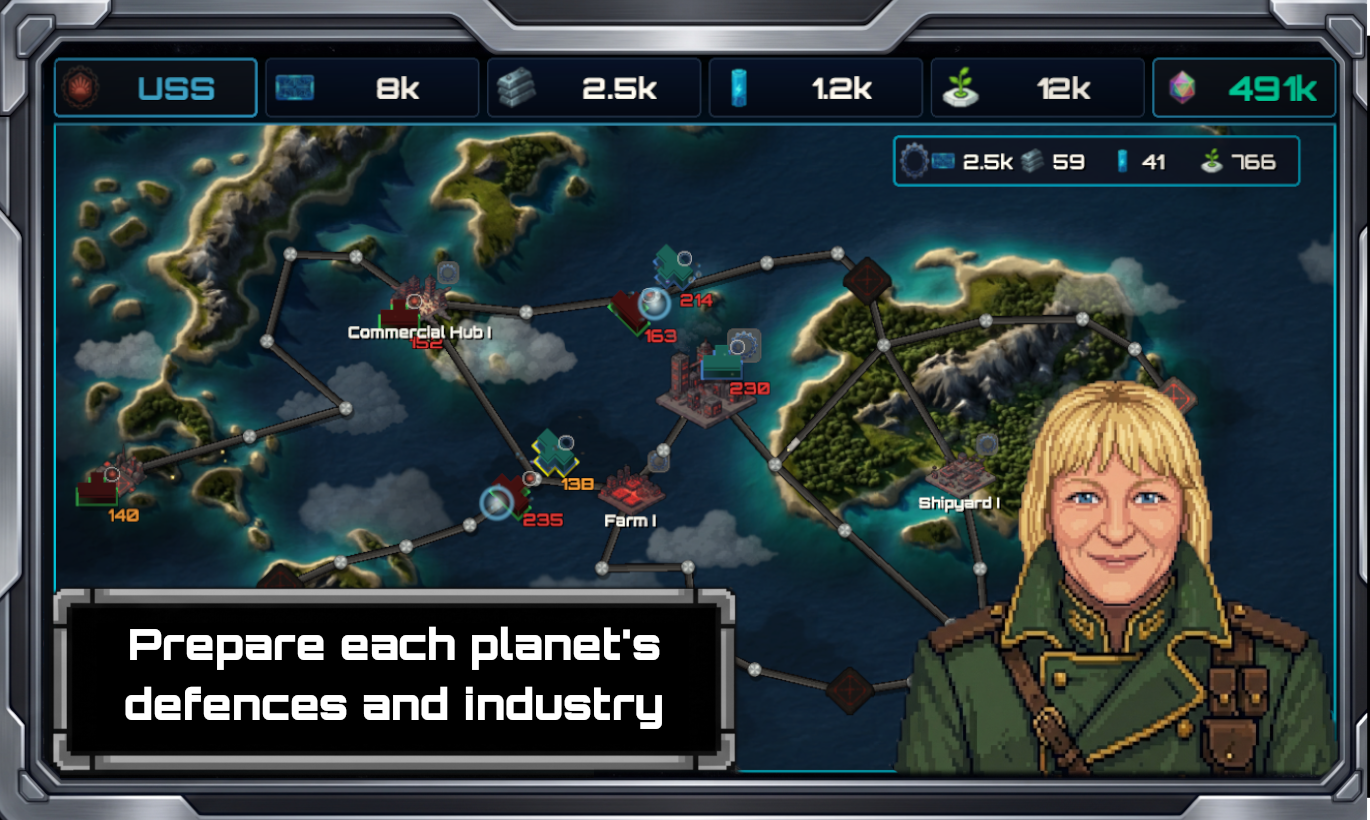 USS 8k 2.5k 1.2k 12k 491k
2.5k 59 41 766
214
163
Commercial Hub I
152
230
138
140
235
Farm I
Shipyard I
Prepare each planet's
defences and industry